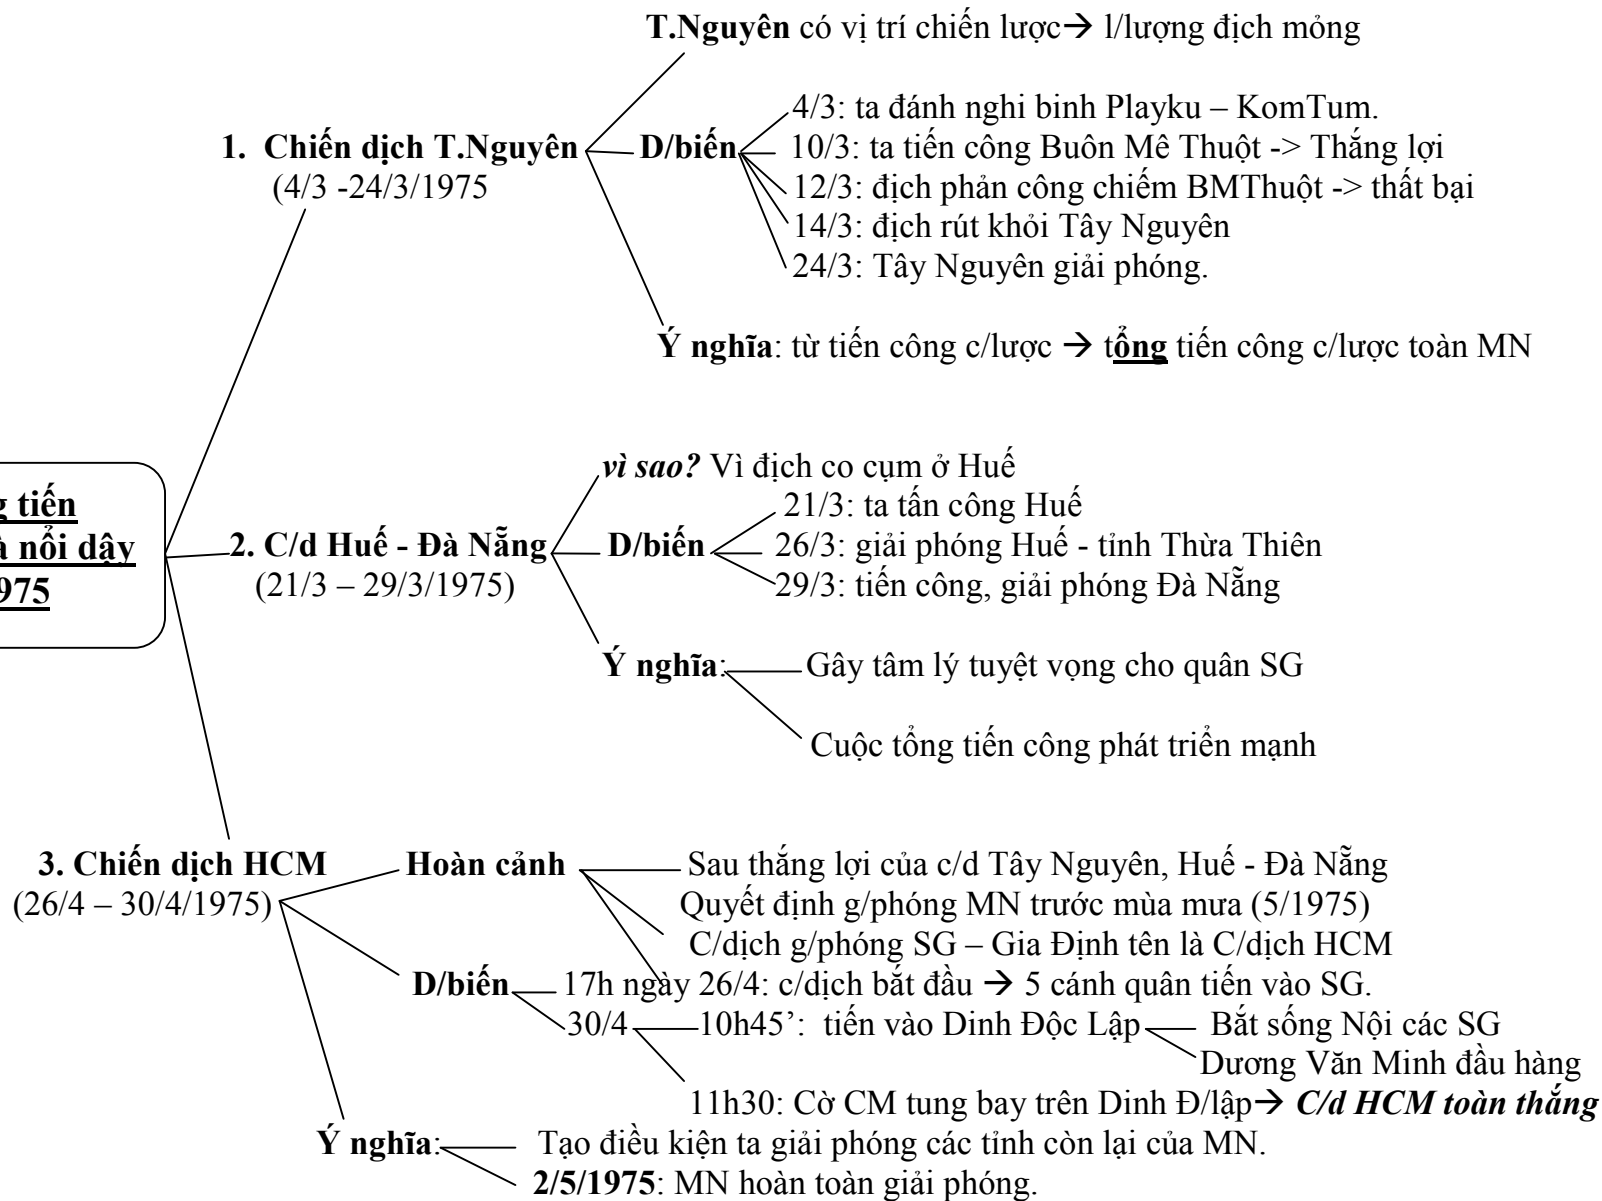 T.Nguyên có vị trí chiến lược→ l/lượng địch mỏng
1. Chiến dịch T.Nguyên
(4/3 -24/3/1975
D/biến
4/3: ta đánh nghi binh Playku – KomTum.
10/3: ta tiến công Buôn Mê Thuột -> Thắng lợi
12/3: địch phản công chiếm BMThuột -> thất bại
14/3: địch rút khỏi Tây Nguyên
24/3: Tây Nguyên giải phóng.
Ý nghĩa: từ tiến công c/lược → tổng tiến công c/lược toàn MN
g tiến
à nổi dậy
975
2. C/d Huế - Đà Nẵng
(21/3 – 29/3/1975)
vì sao? Vì địch co cụm ở Huế
D/biến
21/3: ta tấn công Huế
26/3: giải phóng Huế - tỉnh Thừa Thiên
29/3: tiến công, giải phóng Đà Nẵng
Ý nghĩa:
Gây tâm lý tuyệt vọng cho quân SG
Cuộc tổng tiến công phát triển mạnh
3. Chiến dịch HCM
(26/4 – 30/4/1975)
Hoàn cảnh
Sau thắng lợi của c/d Tây Nguyên, Huế - Đà Nẵng
Quyết định g/phóng MN trước mùa mưa (5/1975)
C/dịch g/phóng SG – Gia Định tên là C/dịch HCM
D/biến
17h ngày 26/4: c/dịch bắt đầu → 5 cánh quân tiến vào SG.
30/4
10h45’: tiến vào Dinh Độc Lập
Bắt sống Nội các SG
Dương Văn Minh đầu hàng
11h30: Cờ CM tung bay trên Dinh Đ/lập→ C/d HCM toàn thắng
Ý nghĩa:
Tạo điều kiện ta giải phóng các tỉnh còn lại của MN.
2/5/1975: MN hoàn toàn giải phóng.